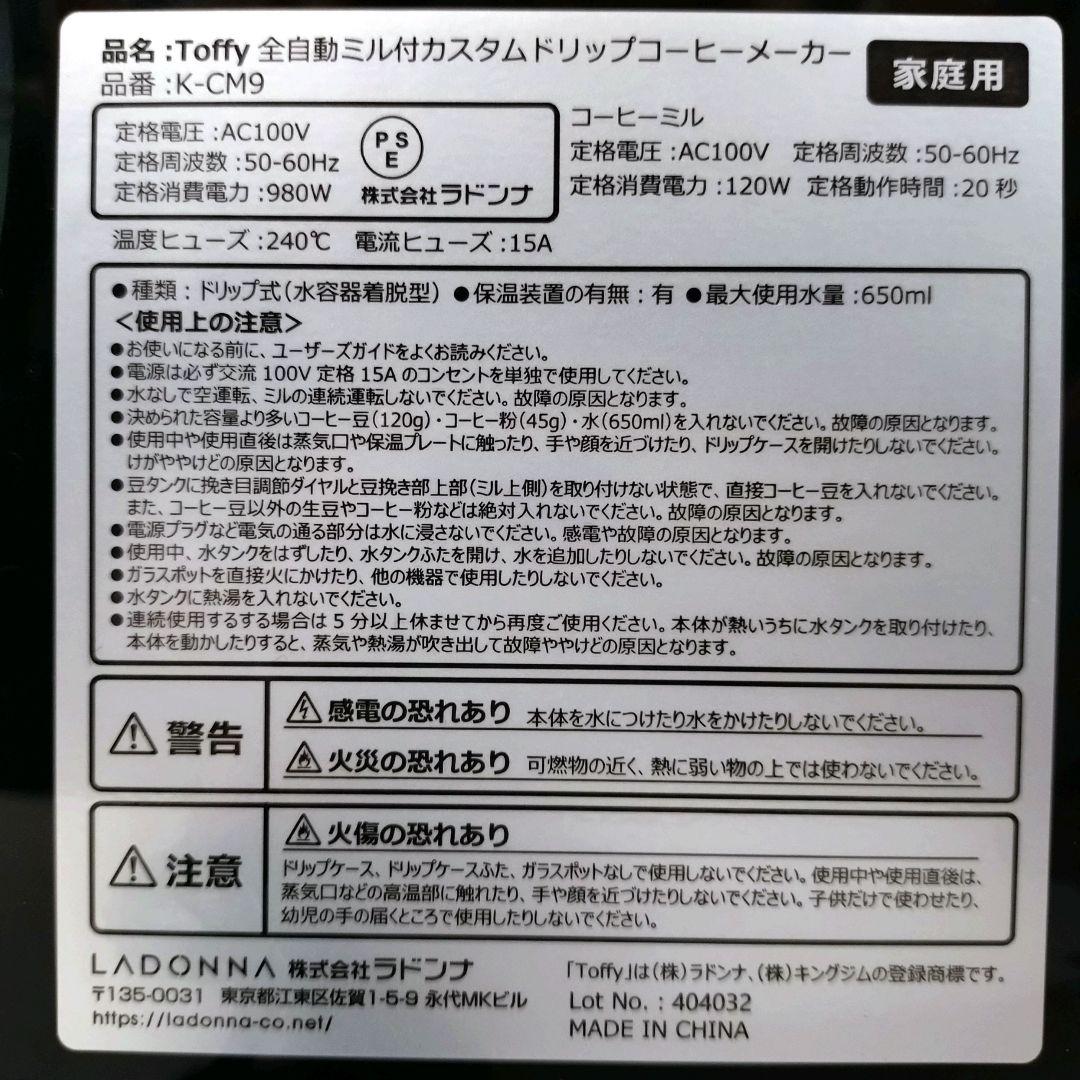 品名 :Toffy 全自動ミル付カスタムドリップコーヒーメーカー
品番 :K-CM9
家庭用
定格電圧 :AC100V
定格周波数 :50-60Hz
定格消費電力 :980W
PSE
株式会社ラドンナ
コーヒーミル
定格電圧 :AC100V 定格周波数 :50-60Hz
定格消費電力 :120W 定格動作時間 :20 秒
温度ヒューズ :240℃ 電流ヒューズ :15A
●種類 : ドリップ式(水容器着脱型) ●保温装置の有無 : 有 ●最大使用水量 :650ml
＜使用上の注意＞
●お使いになる前に、ユーザーズガイドをよくお読みください。
●電源は必ず交流 100V 定格 15A のコンセントを単独で使用してください。
●水なしで空運転、ミルの連続運転しないでください。故障の原因となります。
●決められた容量より多いコーヒー豆(120g)・コーヒー粉(45g)・水(650ml)を入れないでください。故障の原因となります。
●使用中や使用直後は蒸気口や保温プレートに触ったり、手や顔を近づけたり、ドリップケースを開けたりしないでください。
けがややけどの原因となります。
●豆タンクに挽き目調節ダイヤルと豆挽き部上部(ミル上側)を取り付けない状態で、直接コーヒー豆を入れないでください。
また、コーヒー豆以外の生豆やコーヒー粉などは絶対入れないでください。故障の原因となります。
●電源プラグなど電気の通る部分は水に浸さないでください。感電や故障の原因となります。
●使用中、水タンクをはずしたり、水タンクふたを開け、水を追加したりしないでください。故障の原因となります。
●ガラスポットを直接火にかけたり、他の機器で使用したりしないでください。
●水タンクに熱湯を入れないでください。
●連続使用するする場合は 5 分以上休ませてから再度ご使用ください。本体が熱いうちに水タンクを取り付けたり、
本体を動かしたりすると、蒸気や熱湯が吹き出して故障ややけどの原因となります。
警告
感電の恐れあり 本体を水につけたり水をかけたりしないでください。
火災の恐れあり 可燃物の近く、熱に弱い物の上では使わないでください。
注意
火傷の恐れあり
ドリップケース、ドリップケースふた、ガラスポットなしで使用しないでください。使用中や使用直後は、
蒸気口などの高温部に触れたり、手や顔を近づけたりしないでください。子供だけで使わせたり、
幼児の手の届くところで使用したりしないでください。
LADONNA 株式会社ラドンナ
〒135-0031 東京都江東区佐賀1-5-9 永代MKビル
https://ladonna-co.net/
「Toffy」は(株)ラドンナ、(株)キングジムの登録商標です。
Lot No. : 404032
MADE IN CHINA